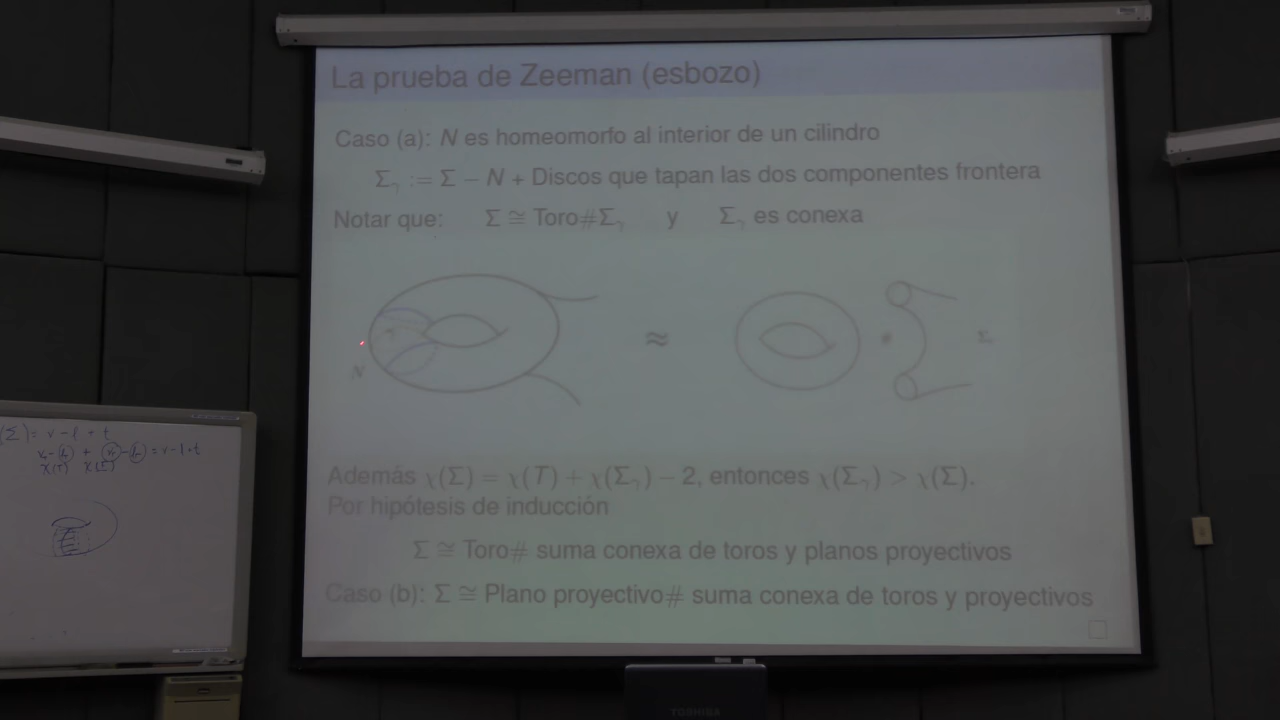 La prueba de Zeeman (esbozo)
Caso (a): N es homeomorfo al interior de un cilindro
Σγ := Σ − N + Discos que tapan las dos componentes frontera
Notar que: Σ ≅ Toro#Σγ y Σγ es conexa
N
≈
Además χ(Σ) = χ(T) + χ(Σγ) − 2, entonces χ(Σγ) > χ(Σ).
Por hipótesis de inducción
Σ ≅ Toro# suma conexa de toros y planos proyectivos
Caso (b): Σ ≅ Plano proyectivo# suma conexa de toros y proyectivos
(Σ) = v - l + t
= v - l + t
TOSHIBA